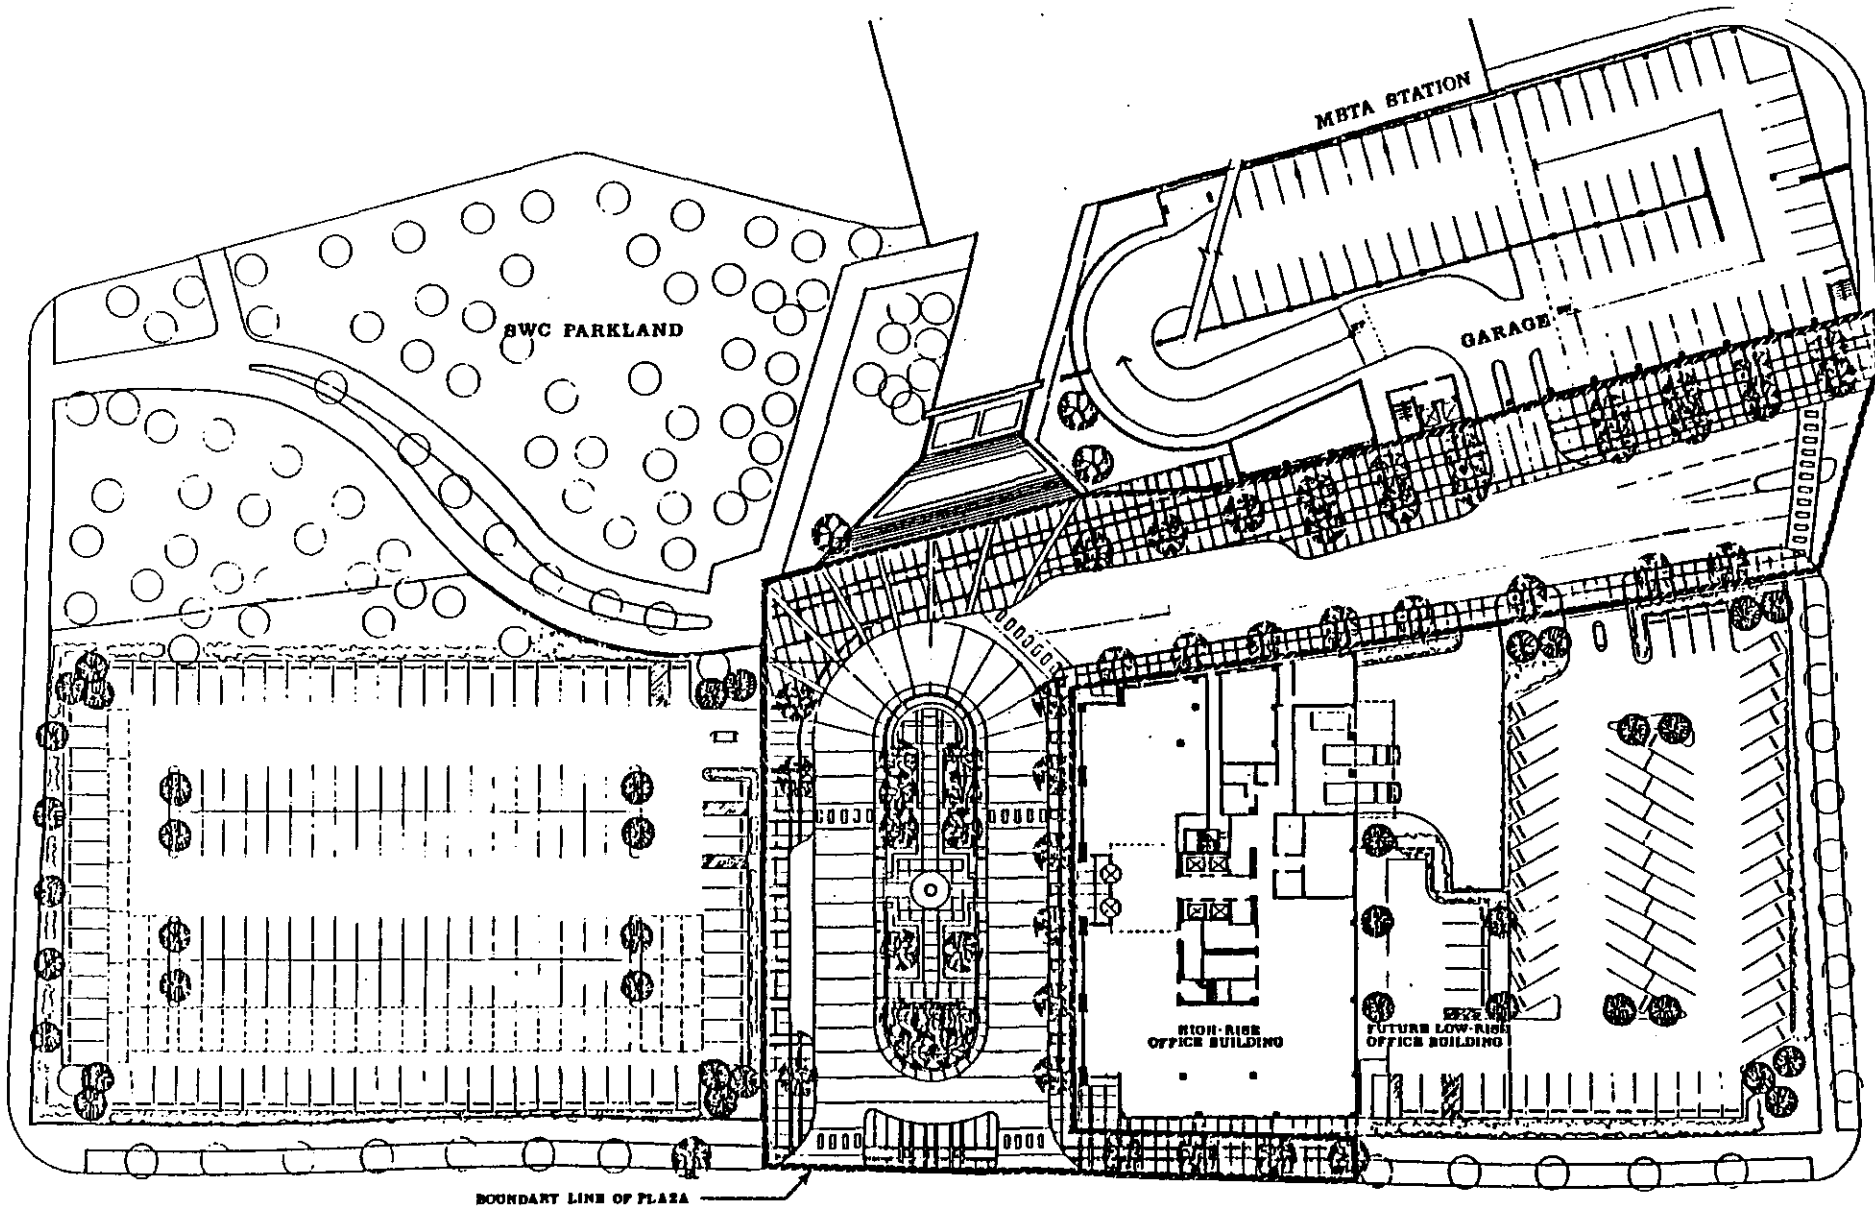 MBTA STATION
SWC PARKLAND
GARAGE
HIGH-RISE
OFFICE BUILDING
FUTURE LOW-RISE
OFFICE BUILDING
BOUNDARY LINE OF PLAZA